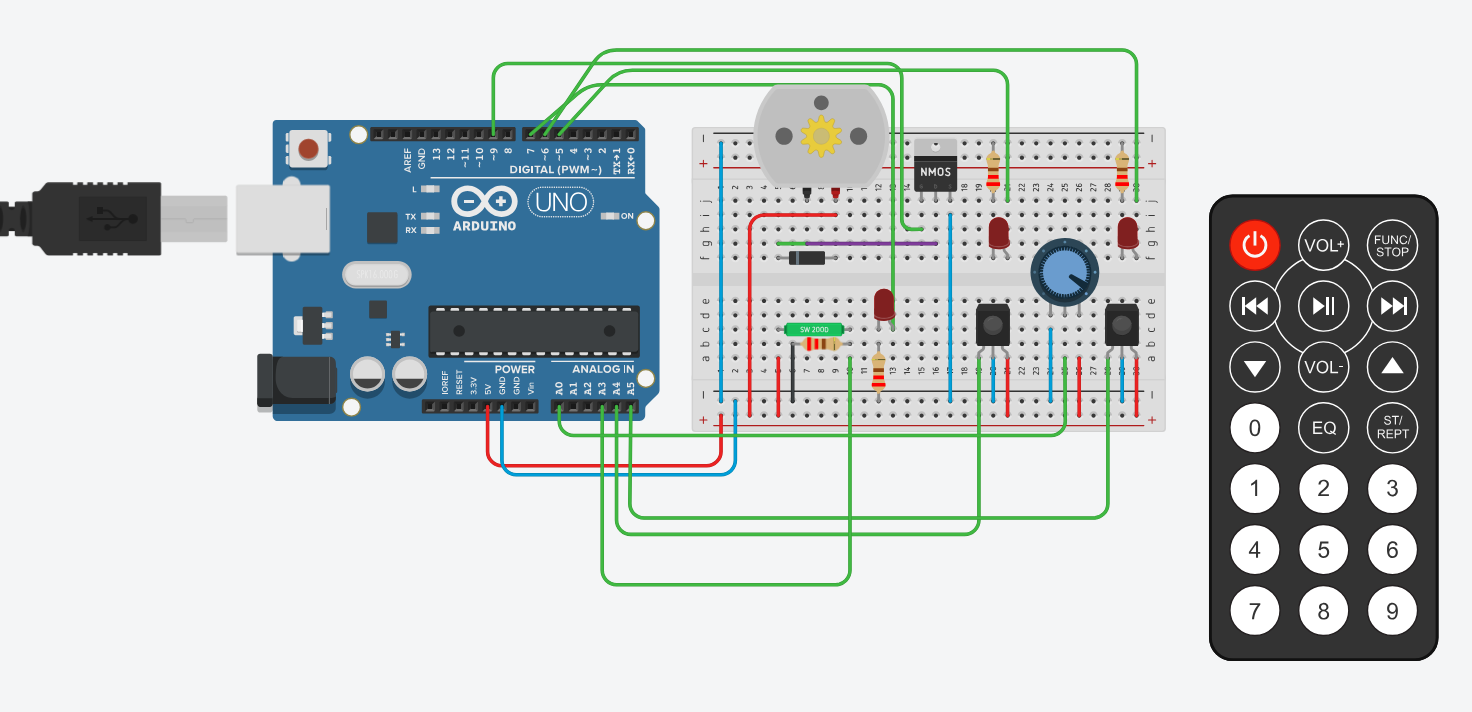 AREF
GND
13
12
~11
~10
~9
8
7
~6
~5
4
~3
2
TX→1
RX←0
DIGITAL (PWM~)
L
TX
RX
UNO
ON
ARDUINO
POWER
ANALOG IN
IOREF
RESET
3.3V
5V
GND
GND
Vin
A0
A1
A2
A3
A4
A5
NMOS
SW 200D
− −
+ +
j j
i i
h h
g g
f f
e e
d d
c c
b b
a a
− −
+ +
VOL+
FUNC/
STOP
VOL-
0
EQ
ST/
REPT
1 2 3
4 5 6
7 8 9